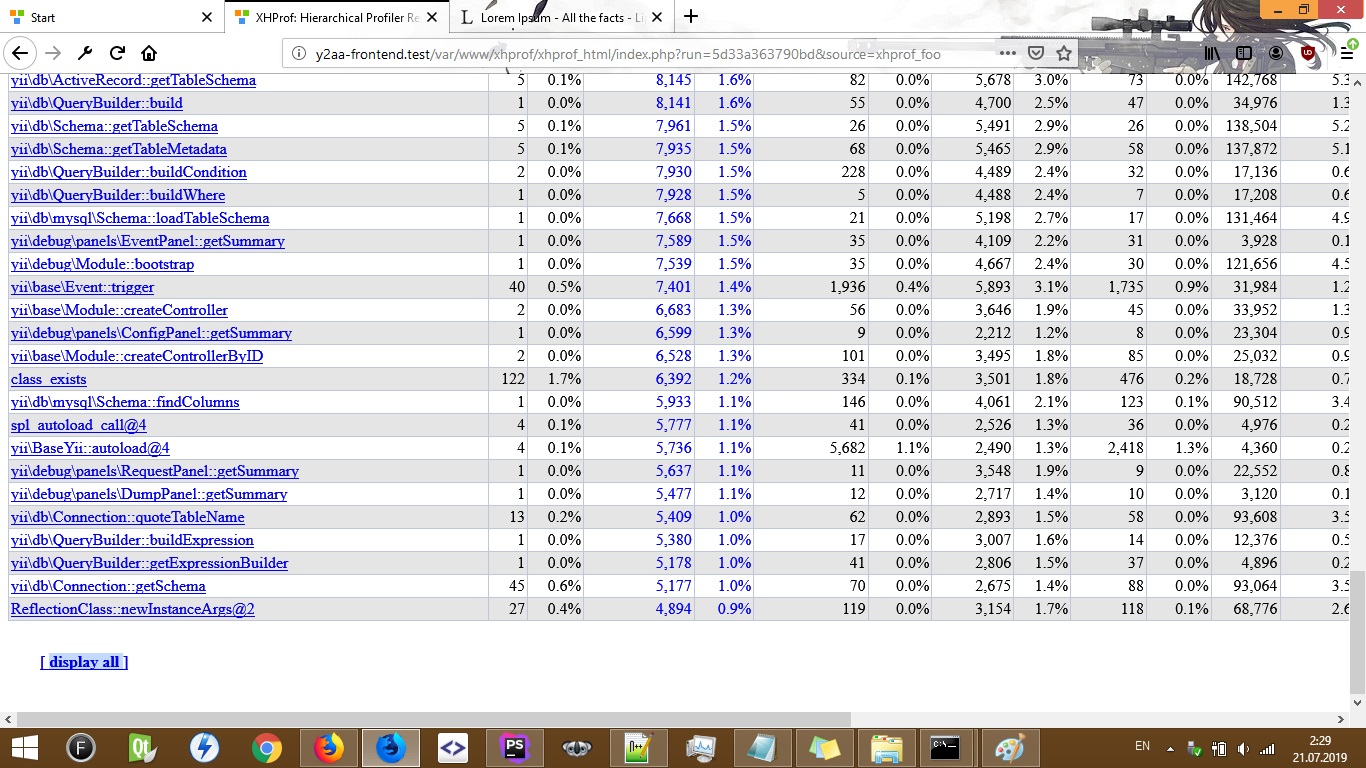 Start
XHProf: Hierarchical Profiler Re
Lorem Ipsum - All the facts - Li
y2aa-frontend.test/var/www/xhprof/xhprof_html/index.php?run=5d33a363790bd&source=xhprof_foo
yii\db\ActiveRecord::getTableSchema 5 0.1% 8,145 1.6% 82 0.0% 5,678 3.0% 73 0.0% 142,768 5.3
yii\db\QueryBuilder::build 1 0.0% 8,141 1.6% 55 0.0% 4,700 2.5% 47 0.0% 34,976 1.3
yii\db\Schema::getTableSchema 5 0.1% 7,961 1.5% 26 0.0% 5,491 2.9% 26 0.0% 138,504 5.2
yii\db\Schema::getTableMetadata 5 0.1% 7,935 1.5% 68 0.0% 5,465 2.9% 58 0.0% 137,872 5.1
yii\db\QueryBuilder::buildCondition 2 0.0% 7,930 1.5% 228 0.0% 4,489 2.4% 32 0.0% 17,136 0.6
yii\db\QueryBuilder::buildWhere 1 0.0% 7,928 1.5% 5 0.0% 4,488 2.4% 7 0.0% 17,208 0.6
yii\db\mysql\Schema::loadTableSchema 1 0.0% 7,668 1.5% 21 0.0% 5,198 2.7% 17 0.0% 131,464 4.9
yii\debug\panels\EventPanel::getSummary 1 0.0% 7,589 1.5% 35 0.0% 4,109 2.2% 31 0.0% 3,928 0.1
yii\debug\Module::bootstrap 1 0.0% 7,539 1.5% 35 0.0% 4,667 2.4% 30 0.0% 121,656 4.5
yii\base\Event::trigger 40 0.5% 7,401 1.4% 1,936 0.4% 5,893 3.1% 1,735 0.9% 31,984 1.2
yii\base\Module::createController 2 0.0% 6,683 1.3% 56 0.0% 3,646 1.9% 45 0.0% 33,952 1.3
yii\debug\panels\ConfigPanel::getSummary 1 0.0% 6,599 1.3% 9 0.0% 2,212 1.2% 8 0.0% 23,304 0.9
yii\base\Module::createControllerByID 2 0.0% 6,528 1.3% 101 0.0% 3,495 1.8% 85 0.0% 25,032 0.9
class_exists 122 1.7% 6,392 1.2% 334 0.1% 3,501 1.8% 476 0.2% 18,728 0.7
yii\db\mysql\Schema::findColumns 1 0.0% 5,933 1.1% 146 0.0% 4,061 2.1% 123 0.1% 90,512 3.4
spl_autoload_call@4 4 0.1% 5,777 1.1% 41 0.0% 2,526 1.3% 36 0.0% 4,976 0.2
yii\BaseYii::autoload@4 4 0.1% 5,736 1.1% 5,682 1.1% 2,490 1.3% 2,418 1.3% 4,360 0.2
yii\debug\panels\RequestPanel::getSummary 1 0.0% 5,637 1.1% 11 0.0% 3,548 1.9% 9 0.0% 22,552 0.8
yii\debug\panels\DumpPanel::getSummary 1 0.0% 5,477 1.1% 12 0.0% 2,717 1.4% 10 0.0% 3,120 0.1
yii\db\Connection::quoteTableName 13 0.2% 5,409 1.0% 62 0.0% 2,893 1.5% 58 0.0% 93,608 3.5
yii\db\QueryBuilder::buildExpression 1 0.0% 5,380 1.0% 17 0.0% 3,007 1.6% 14 0.0% 12,376 0.5
yii\db\QueryBuilder::getExpressionBuilder 1 0.0% 5,178 1.0% 41 0.0% 2,806 1.5% 37 0.0% 4,896 0.2
yii\db\Connection::getSchema 45 0.6% 5,177 1.0% 70 0.0% 2,675 1.4% 88 0.0% 93,064 3.5
ReflectionClass::newInstanceArgs@2 27 0.4% 4,894 0.9% 119 0.0% 3,154 1.7% 118 0.1% 68,776 2.6
[ display all ]
EN
2:29
21.07.2019